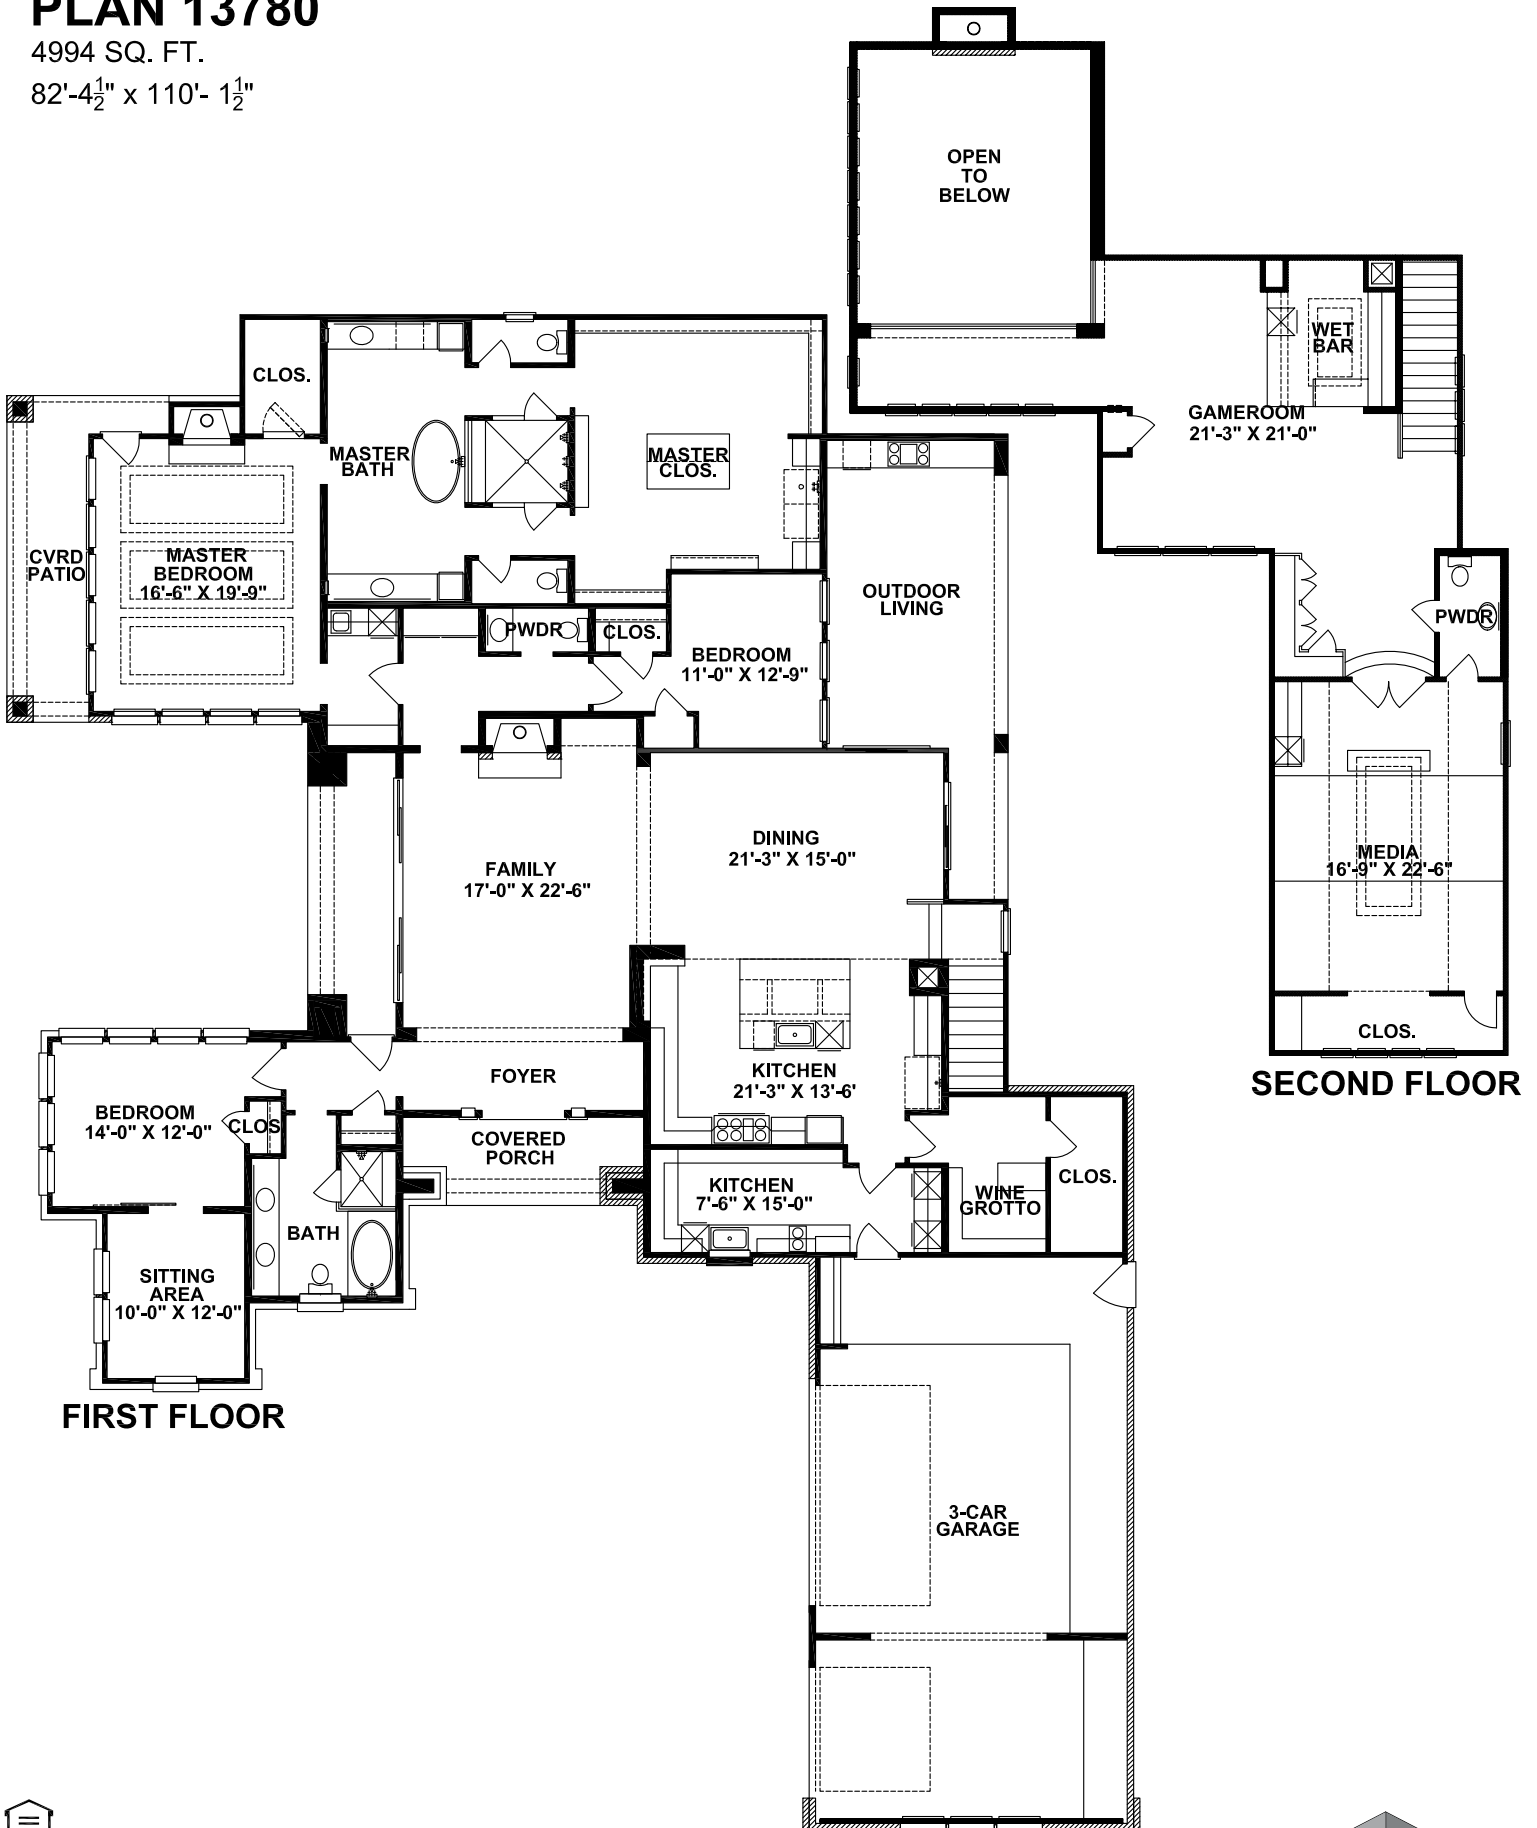 PLAN 13780
4994 SQ. FT.
82'-4½" x 110'- 1½"
OPEN
TO
BELOW
WET
BAR
GAMEROOM
21'-3" X 21'-0"
CLOS.
MASTER
BATH
MASTER
CLOS.
CVRD
PATIO
MASTER
BEDROOM
16'-6" X 19'-9"
OUTDOOR
LIVING
PWDR
CLOS.
BEDROOM
11'-0" X 12'-9"
PWDR
DINING
21'-3" X 15'-0"
FAMILY
17'-0" X 22'-6"
MEDIA
16'-9" X 22'-6"
CLOS.
SECOND FLOOR
FOYER
KITCHEN
21'-3" X 13'-6'
BEDROOM
14'-0" X 12'-0"
CLOS
COVERED
PORCH
KITCHEN
7'-6" X 15'-0"
WINE
GROTTO
CLOS.
BATH
SITTING
AREA
10'-0" X 12'-0"
FIRST FLOOR
3-CAR
GARAGE